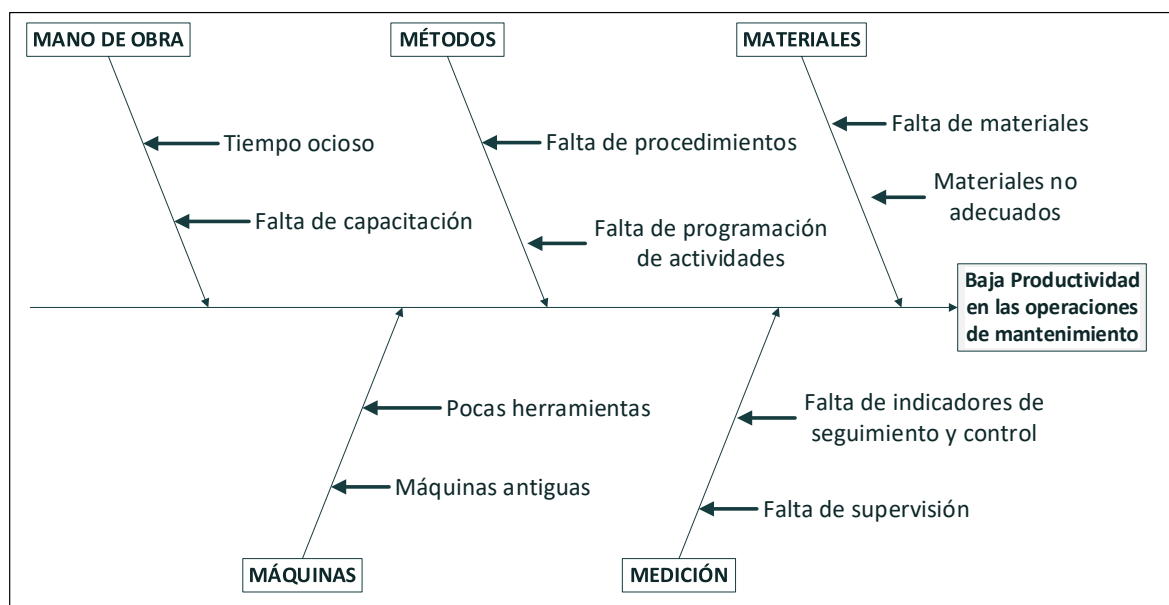 MANO DE OBRA
MÉTODOS
MATERIALES
Tiempo ocioso
Falta de capacitación
Falta de procedimientos
Falta de programación
de actividades
Falta de materiales
Materiales no
adecuados
Baja Productividad
en las operaciones
de mantenimiento
Pocas herramientas
Máquinas antiguas
Falta de indicadores de
seguimiento y control
Falta de supervisión
MÁQUINAS
MEDICIÓN